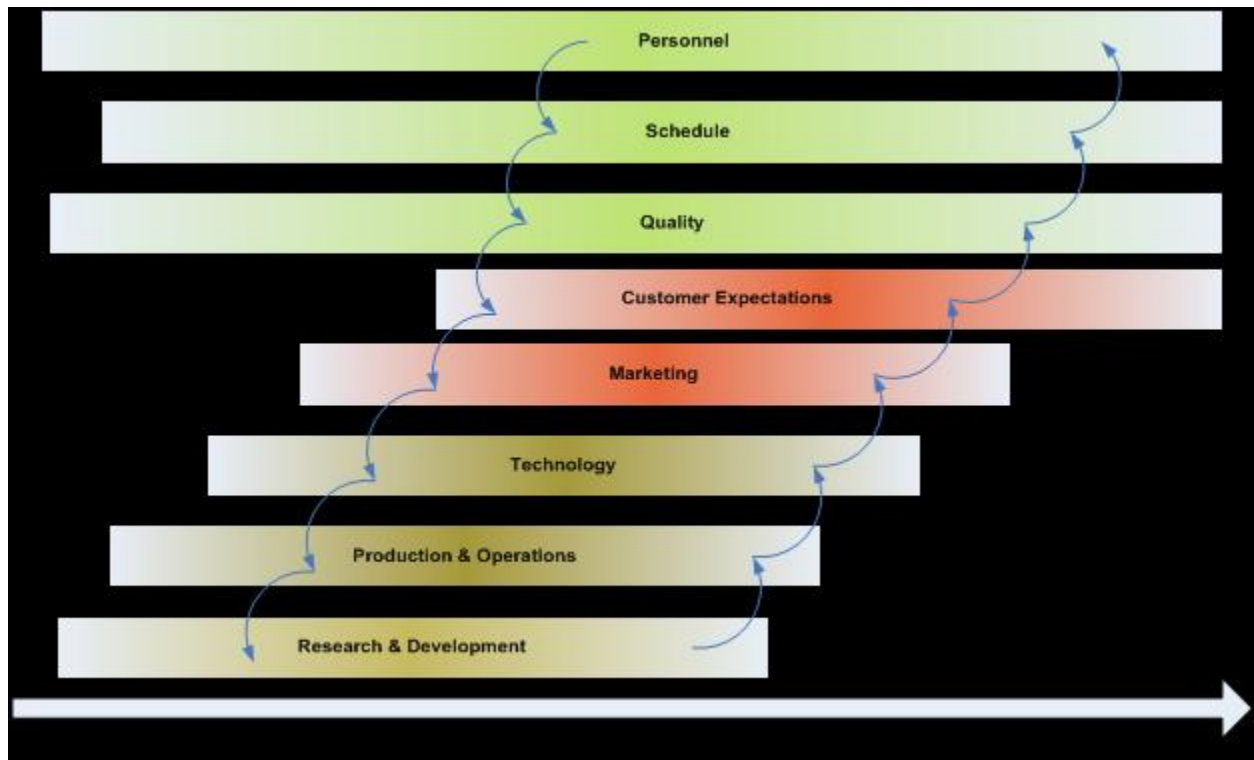 Personnel
Schedule
Quality
Customer Expectations
Marketing
Technology
Production & Operations
Research & Development